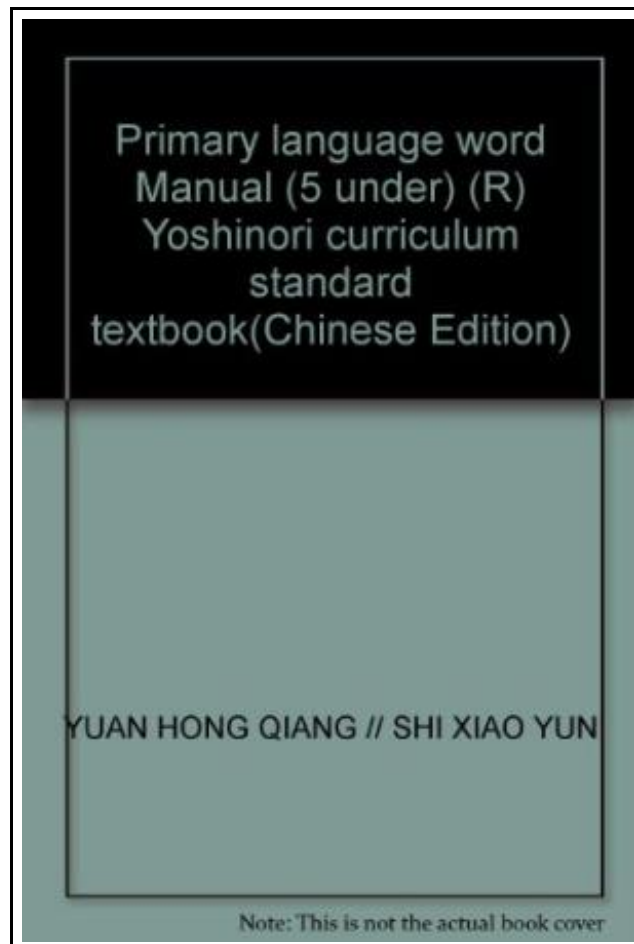 Primary language word
Manual (5 under) (R)
Yoshinori curriculum
standard
textbook(Chinese Edition)
YUAN HONG QIANG // SHI XIAO YUN
Note: This is not the actual book cover